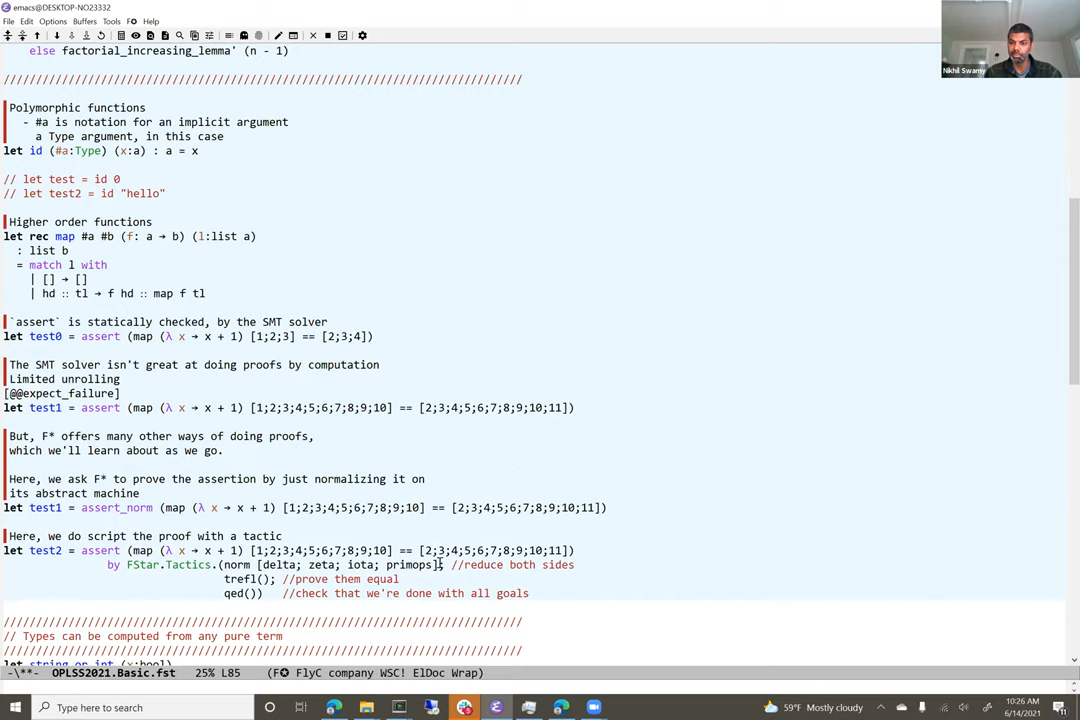 emacs@DESKTOP-NO23332
File Edit Options Buffers Tools F✪ Help
else factorial_increasing_lemma' (n - 1)
////////////////////////////////////////////////////////////////////////////////
Polymorphic functions
- #a is notation for an implicit argument
a Type argument, in this case
let id (#a:Type) (x:a) : a = x
// let test = id 0
// let test2 = id "hello"
Higher order functions
let rec map #a #b (f: a → b) (l:list a)
: list b
= match l with
| [] → []
| hd :: tl → f hd :: map f tl
`assert` is statically checked, by the SMT solver
let test0 = assert (map (λ x → x + 1) [1;2;3] == [2;3;4])
The SMT solver isn't great at doing proofs by computation
Limited unrolling
[@@expect_failure]
let test1 = assert (map (λ x → x + 1) [1;2;3;4;5;6;7;8;9;10] == [2;3;4;5;6;7;8;9;10;11])
But, F* offers many other ways of doing proofs,
which we'll learn about as we go.
Here, we ask F* to prove the assertion by just normalizing it on
its abstract machine
let test1 = assert_norm (map (λ x → x + 1) [1;2;3;4;5;6;7;8;9;10] == [2;3;4;5;6;7;8;9;10;11])
Here, we do script the proof with a tactic
let test2 = assert (map (λ x → x + 1) [1;2;3;4;5;6;7;8;9;10] == [2;3;4;5;6;7;8;9;10;11])
by FStar.Tactics.(norm [delta; zeta; iota; primops]; //reduce both sides
trefl(); //prove them equal
qed()) //check that we're done with all goals
////////////////////////////////////////////////////////////////////////////////
// Types can be computed from any pure term
////////////////////////////////////////////////////////////////////////////////
let string_or_int (x:bool)
-\**- OPLSS2021.Basic.fst 25% L85 (F✪ FlyC company WSC! ElDoc Wrap)
Nikhil Swamy
Type here to search
59°F Mostly cloudy
10:26 AM
6/14/2021